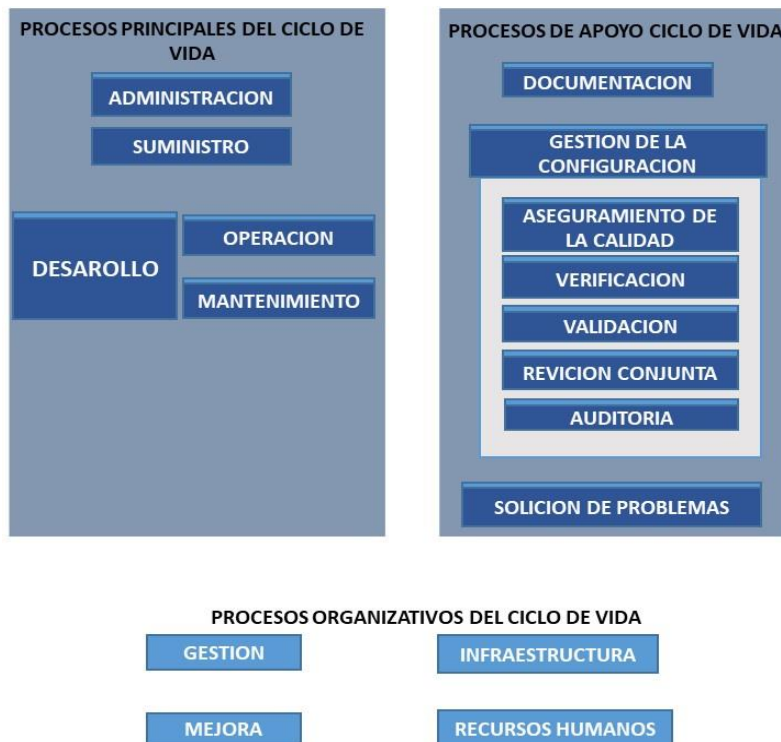 PROCESOS PRINCIPALES DEL CICLO DE
VIDA
ADMINISTRACION
SUMINISTRO
DESAROLLO
OPERACION
MANTENIMIENTO
PROCESOS DE APOYO CICLO DE VIDA
DOCUMENTACION
GESTION DE LA
CONFIGURACION
ASEGURAMIENTO DE
LA CALIDAD
VERIFICACION
VALIDACION
REVICION CONJUNTA
AUDITORIA
SOLICION DE PROBLEMAS
PROCESOS ORGANIZATIVOS DEL CICLO DE VIDA
GESTION
INFRAESTRUCTURA
MEJORA
RECURSOS HUMANOS